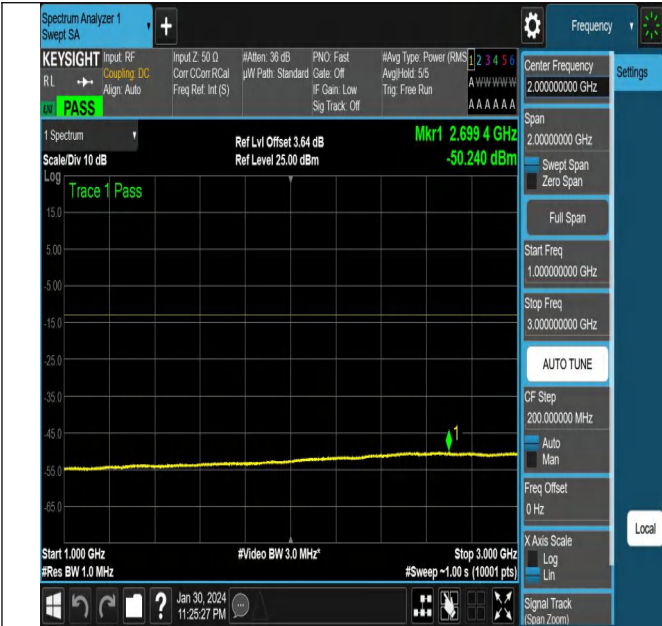 Spectrum Analyzer 1
Swept SA
Frequency
KEYSIGHT
RL
LXI
PASS
Input: RF
Coupling: DC
Align: Auto
Input Z: 50 Ω
Corr CCorr RCal
Freq Ref: Int (S)
#Atten: 36 dB
µW Path: Standard
PNO: Fast
Gate: Off
IF Gain: Low
Sig Track: Off
#Avg Type: Power (RMS
Avg|Hold: 5/5
Trig: Free Run
1 2 3 4 5 6
A W W W W W
A A A A A A
1 Spectrum
Scale/Div 10 dB
Ref Lvl Offset 3.64 dB
Ref Level 25.00 dBm
Mkr1 2.699 4 GHz
-50.240 dBm
Log
Trace 1 Pass
15.0
5.00
-5.00
-15.0
-25.0
-35.0
-45.0
-55.0
-65.0
1
Start 1.000 GHz
#Res BW 1.0 MHz
#Video BW 3.0 MHz*
Stop 3.000 GHz
#Sweep ~1.00 s (10001 pts)
Center Frequency
2.000000000 GHz
Settings
Span
2.00000000 GHz
Swept Span
Zero Span
Full Span
Start Freq
1.000000000 GHz
Stop Freq
3.000000000 GHz
AUTO TUNE
CF Step
200.000000 MHz
Auto
Man
Freq Offset
0 Hz
Local
X Axis Scale
Log
Lin
Signal Track
(Span Zoom)
?
Jan 30, 2024
11:25:27 PM